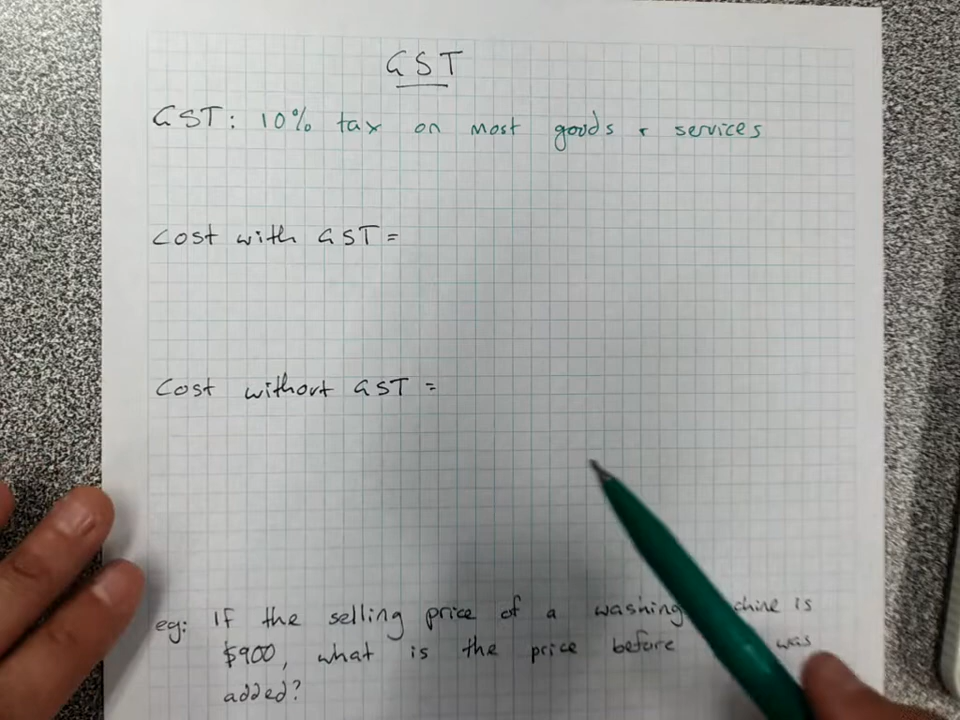 GST
GST: 10% tax on most goods + services
Cost with GST =
Cost without GST =
eg: If the selling price of a washing chine is
$900, what is the price before was
added?